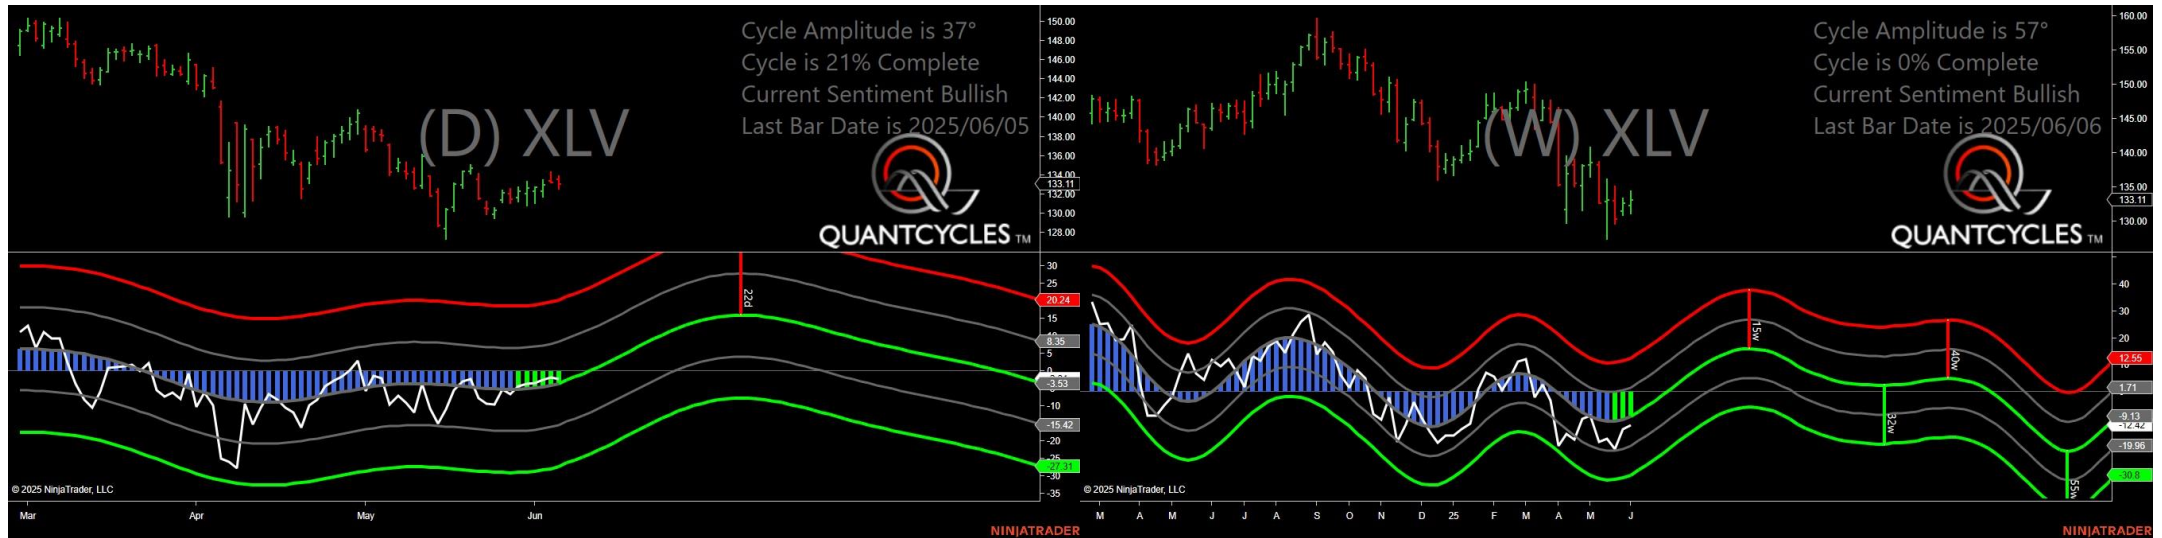 Cycle Amplitude is 37°
Cycle is 21% Complete
Current Sentiment Bullish
Last Bar Date is 2025/06/05
(D) XLV
QUANTCYCLES TM
150.00
148.00
146.00
144.00
142.00
140.00
138.00
136.00
134.00
133.11
132.00
130.00
128.00
22d
30
25
20.24
15
8.35
5
0
-3.53
-10
-15.42
-20
-27.31
-30
-35
© 2025 NinjaTrader, LLC
Mar Apr May Jun
NINJATRADER
Cycle Amplitude is 57°
Cycle is 0% Complete
Current Sentiment Bullish
Last Bar Date is 2025/06/06
(W) XLV
QUANTCYCLES TM
160.00
155.00
150.00
145.00
140.00
135.00
133.11
130.00
15w
40w
32w
55w
40
30
20
12.55
1.71
-9.13
-12.42
-19.96
-30.8
© 2025 NinjaTrader, LLC
M A M J J A S O N D 25 F M A M J
NINJATRADER